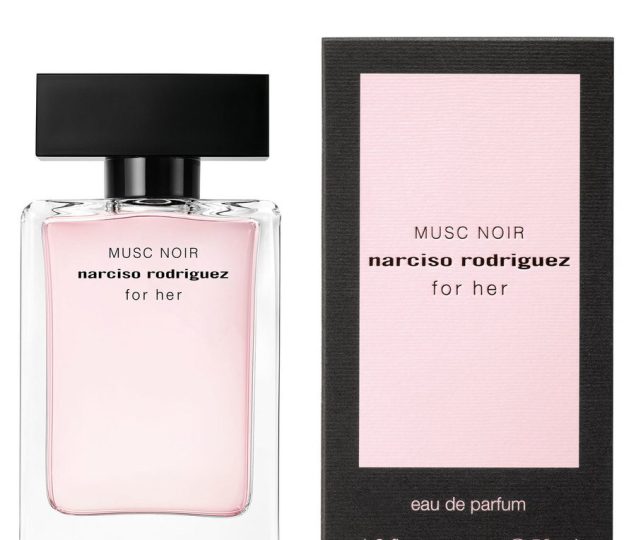 MUSC NOIR
narciso rodriguez
for her
MUSC NOIR
narciso rodriguez
for her
eau de parfum